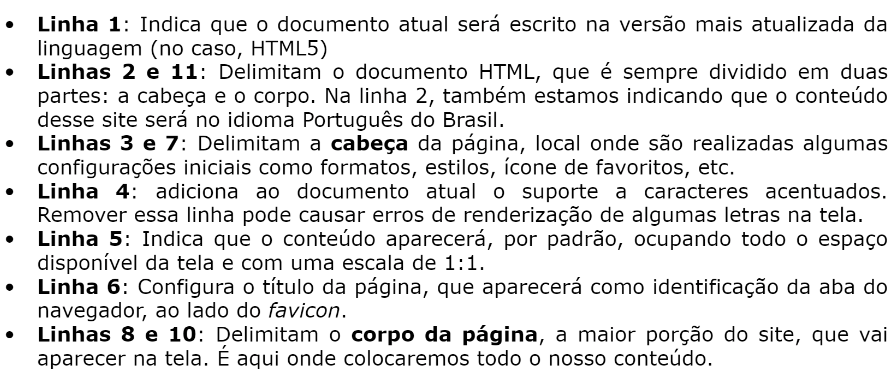 • Linha 1: Indica que o documento atual será escrito na versão mais atualizada da
linguagem (no caso, HTML5)
• Linhas 2 e 11: Delimitam o documento HTML, que é sempre dividido em duas
partes: a cabeça e o corpo. Na linha 2, também estamos indicando que o conteúdo
desse site será no idioma Português do Brasil.
• Linhas 3 e 7: Delimitam a cabeça da página, local onde são realizadas algumas
configurações iniciais como formatos, estilos, ícone de favoritos, etc.
• Linha 4: adiciona ao documento atual o suporte a caracteres acentuados.
Remover essa linha pode causar erros de renderização de algumas letras na tela.
• Linha 5: Indica que o conteúdo aparecerá, por padrão, ocupando todo o espaço
disponível da tela e com uma escala de 1:1.
• Linha 6: Configura o título da página, que aparecerá como identificação da aba do
navegador, ao lado do favicon.
• Linhas 8 e 10: Delimitam o corpo da página, a maior porção do site, que vai
aparecer na tela. É aqui onde colocaremos todo o nosso conteúdo.